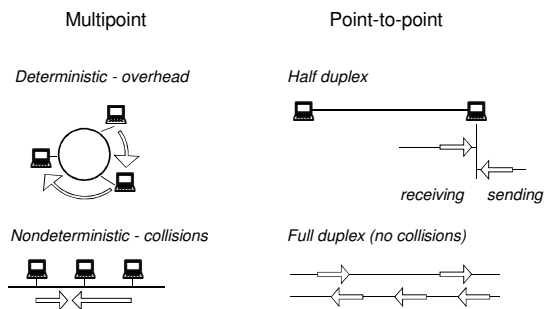 Multipoint
Point-to-point
Deterministic - overhead
Half duplex
receiving
sending
Nondeterministic - collisions
Full duplex (no collisions)